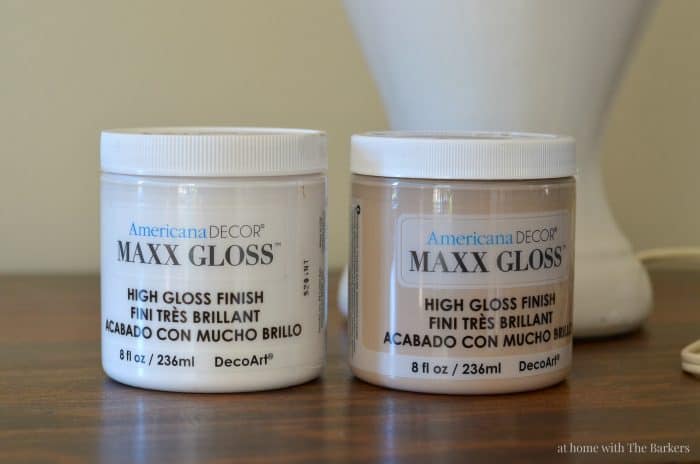 AmericanaDECOR®
MAXX GLOSS™
HIGH GLOSS FINISH
FINI TRÈS BRILLANT
ACABADO CON MUCHO BRILLO
8 fl oz / 236ml DecoArt®
AmericanaDECOR®
MAXX GLOSS™
HIGH GLOSS FINISH
FINI TRÈS BRILLANT
ACABADO CON MUCHO BRILLO
8 fl oz / 236ml DecoArt®
at home with The Barkers